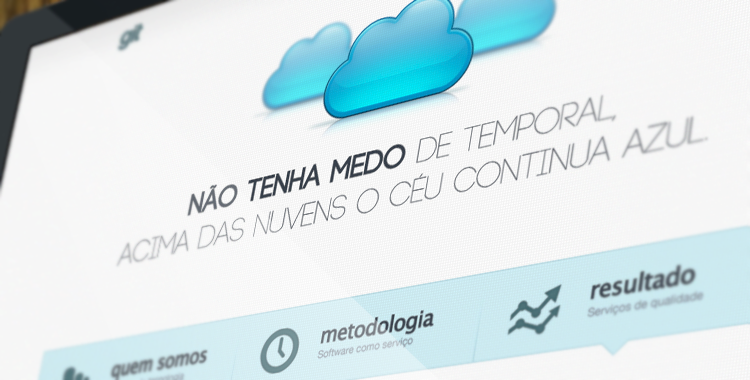 git
NÃO TENHA MEDO DE TEMPORAL,
ACIMA DAS NUVENS O CÉU CONTINUA AZUL.
quem somos
metodologia
Software como serviço
resultado
Serviços de qualidade